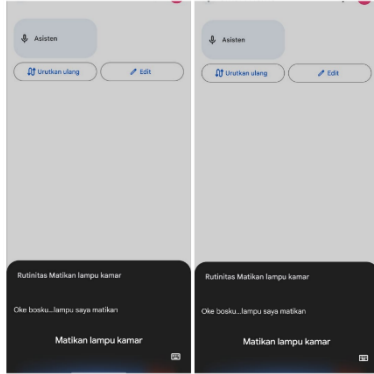 Asisten
Urutkan ulang
Edit
Rutinitas Matikan lampu kamar
Oke bosku...lampu saya matikan
Matikan lampu kamar
Asisten
Urutkan ulang
Edit
Rutinitas Matikan lampu kamar
Oke bosku...lampu saya matikan
Matikan lampu kamar